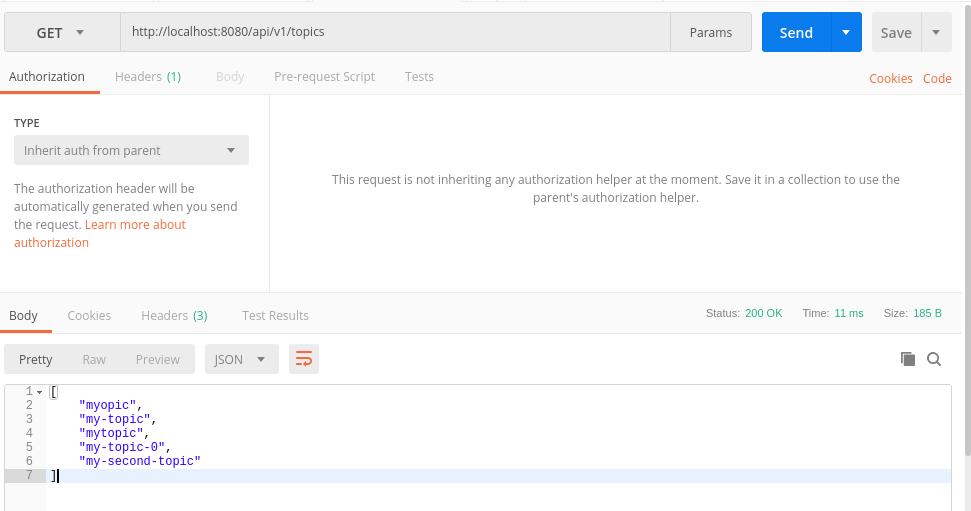 GET http://localhost:8080/api/v1/topics Params Send Save
Authorization Headers (1) Body Pre-request Script Tests Cookies Code
TYPE
Inherit auth from parent
The authorization header will be
automatically generated when you send
the request. Learn more about
authorization
This request is not inheriting any authorization helper at the moment. Save it in a collection to use the
parent's authorization helper.
Body Cookies Headers (3) Test Results Status: 200 OK Time: 11 ms Size: 185 B
Pretty Raw Preview JSON
1 [
2 "myopic",
3 "my-topic",
4 "mytopic",
5 "my-topic-0",
6 "my-second-topic"
7 ]